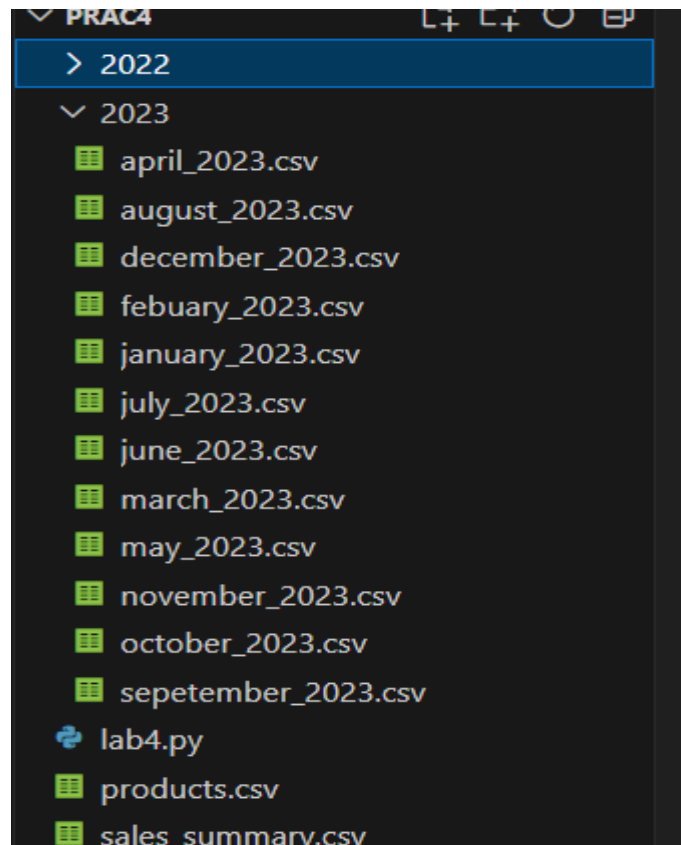 PRAC4
2022
2023
april_2023.csv
august_2023.csv
december_2023.csv
febuary_2023.csv
january_2023.csv
july_2023.csv
june_2023.csv
march_2023.csv
may_2023.csv
november_2023.csv
october_2023.csv
sepetember_2023.csv
lab4.py
products.csv
sales_summary.csv